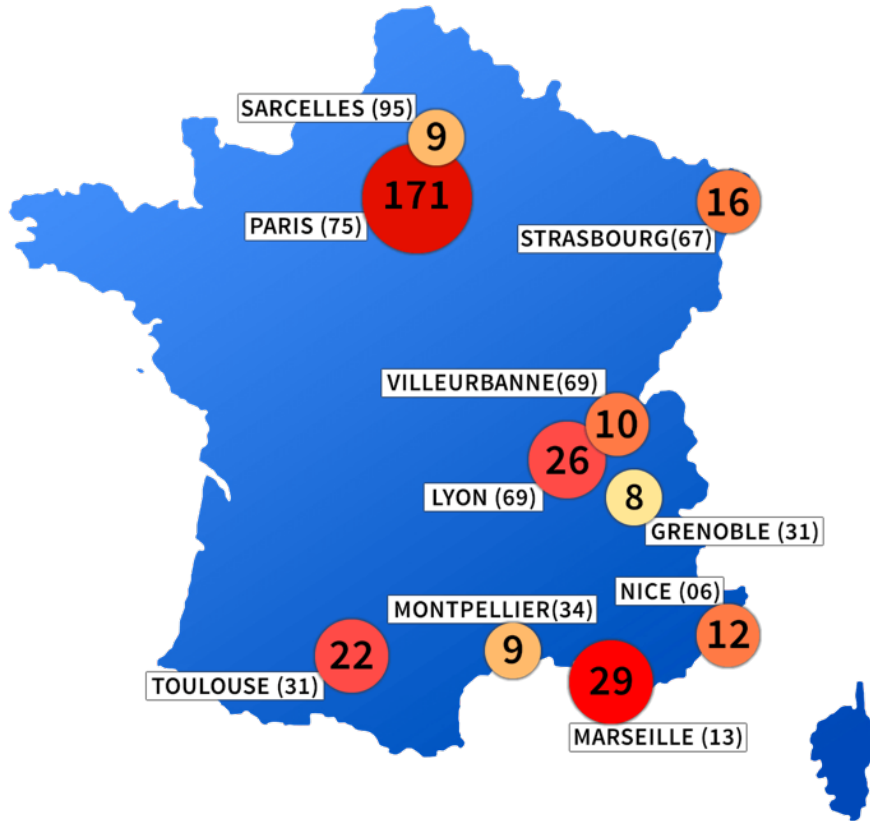 SARCELLES (95)
9
171
PARIS (75)
16
STRASBOURG(67)
VILLEURBANNE(69)
10
26
LYON (69)
8
GRENOBLE (31)
NICE (06)
MONTPELLIER(34)
12
22
9
TOULOUSE (31)
29
MARSEILLE (13)